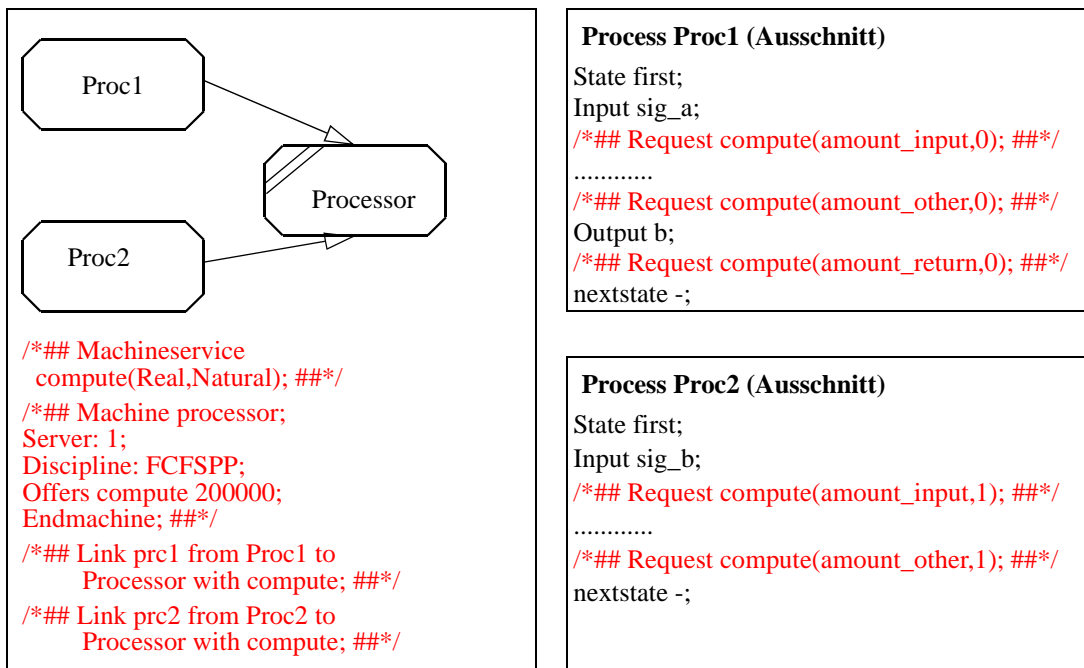 Proc1
Processor
Proc2
/*## Machineservice
compute(Real,Natural); ##*/
/*## Machine processor;
Server: 1;
Discipline: FCFSPP;
Offers compute 200000;
Endmachine; ##*/
/*## Link prc1 from Proc1 to
Processor with compute; ##*/
/*## Link prc2 from Proc2 to
Processor with compute; ##*/
Process Proc1 (Ausschnitt)
State first;
Input sig_a;
/*## Request compute(amount_input,0); ##*/
............
/*## Request compute(amount_other,0); ##*/
Output b;
/*## Request compute(amount_return,0); ##*/
nextstate -;
Process Proc2 (Ausschnitt)
State first;
Input sig_b;
/*## Request compute(amount_input,1); ##*/
............
/*## Request compute(amount_other,1); ##*/
nextstate -;